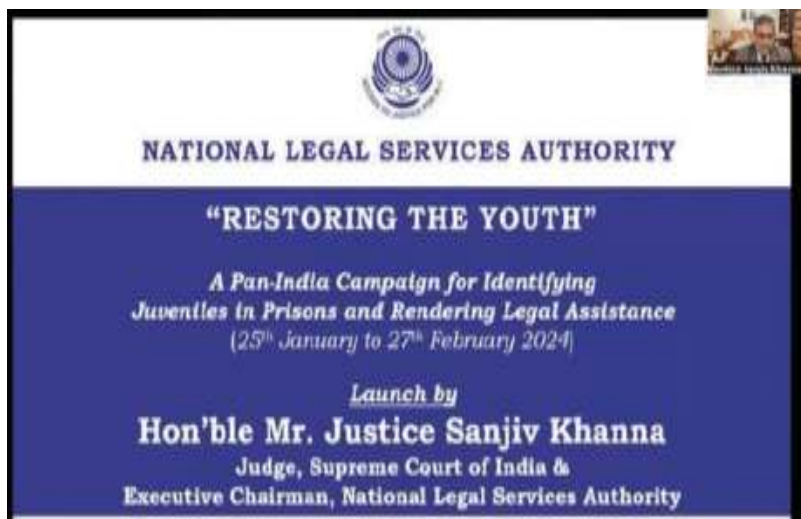 NATIONAL LEGAL SERVICES AUTHORITY
“RESTORING THE YOUTH”
A Pan-India Campaign for Identifying
Juveniles in Prisons and Rendering Legal Assistance
(25th January to 27th February 2024)
Launch by
Hon'ble Mr. Justice Sanjiv Khanna
Judge, Supreme Court of India &
Executive Chairman, National Legal Services Authority